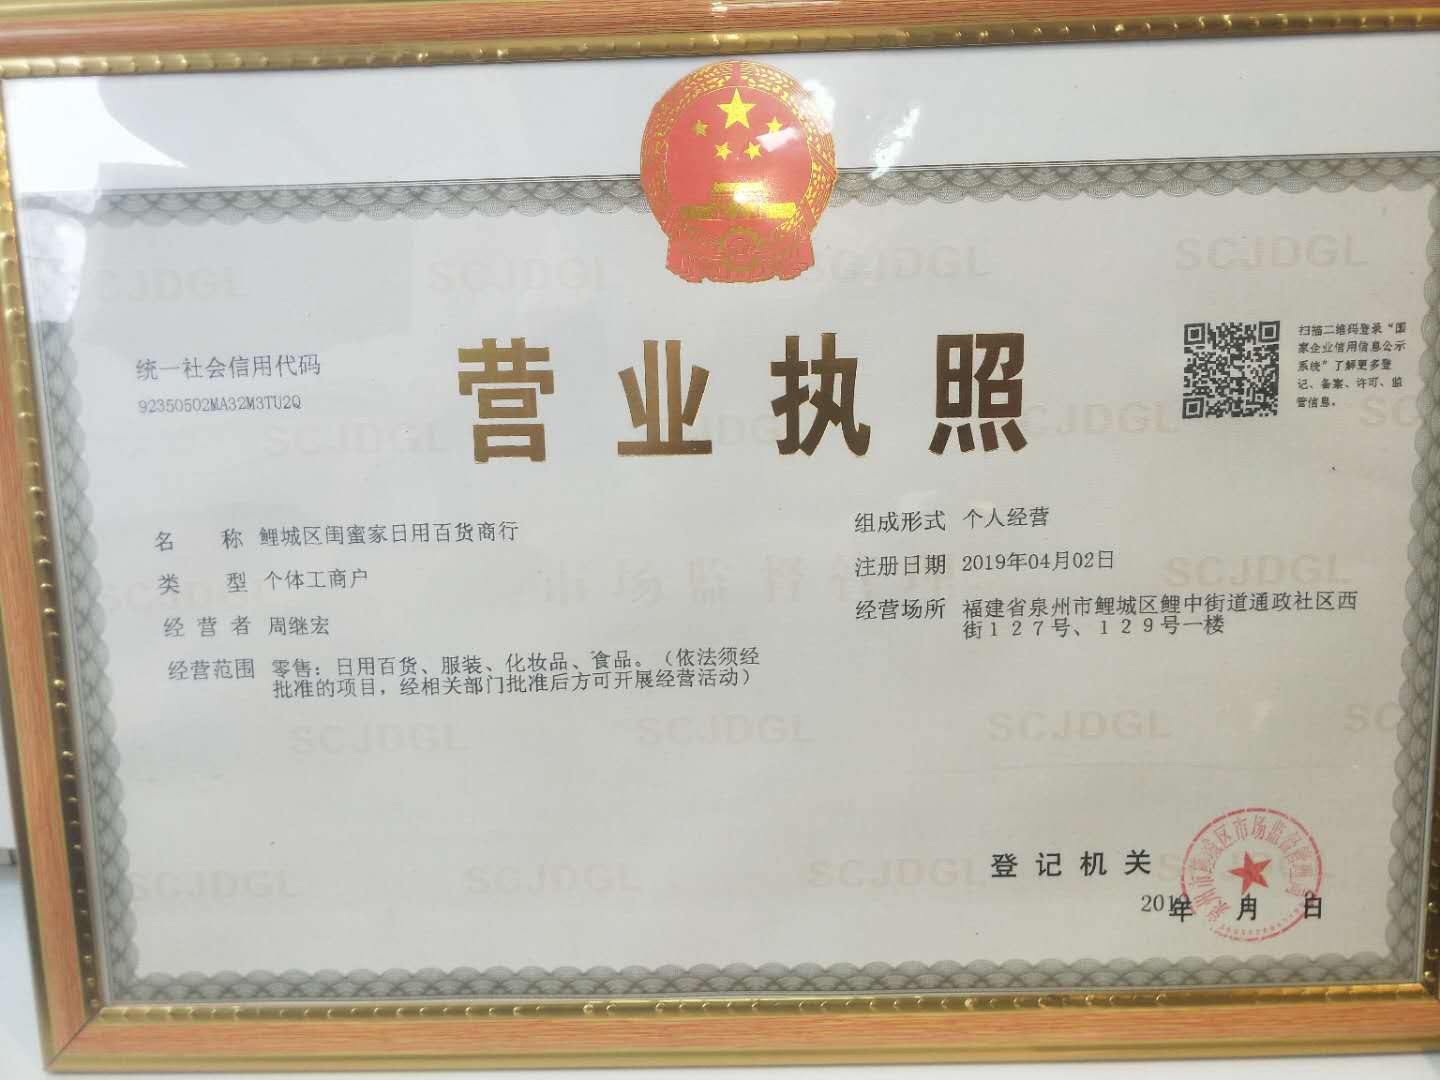 营业执照
统一社会信用代码
92350502MA32M3TU2Q
扫描二维码登录“国
家企业信用信息公示
系统”了解更多登
记、备案、许可、监
管信息。
名 称 鲤城区闺蜜家日用百货商行
类 型 个体工商户
经营者 周继宏
经营范围 零售：日用百货、服装、化妆品、食品。（依法须经
批准的项目，经相关部门批准后方可开展经营活动）
组成形式 个人经营
注册日期 2019年04月02日
经营场所 福建省泉州市鲤城区鲤中街道通政社区西
街１２７号、１２９号一楼
登记机关
泉州市鲤城区市场监督管理局
年 月 日
SCJDGL
市场监督管